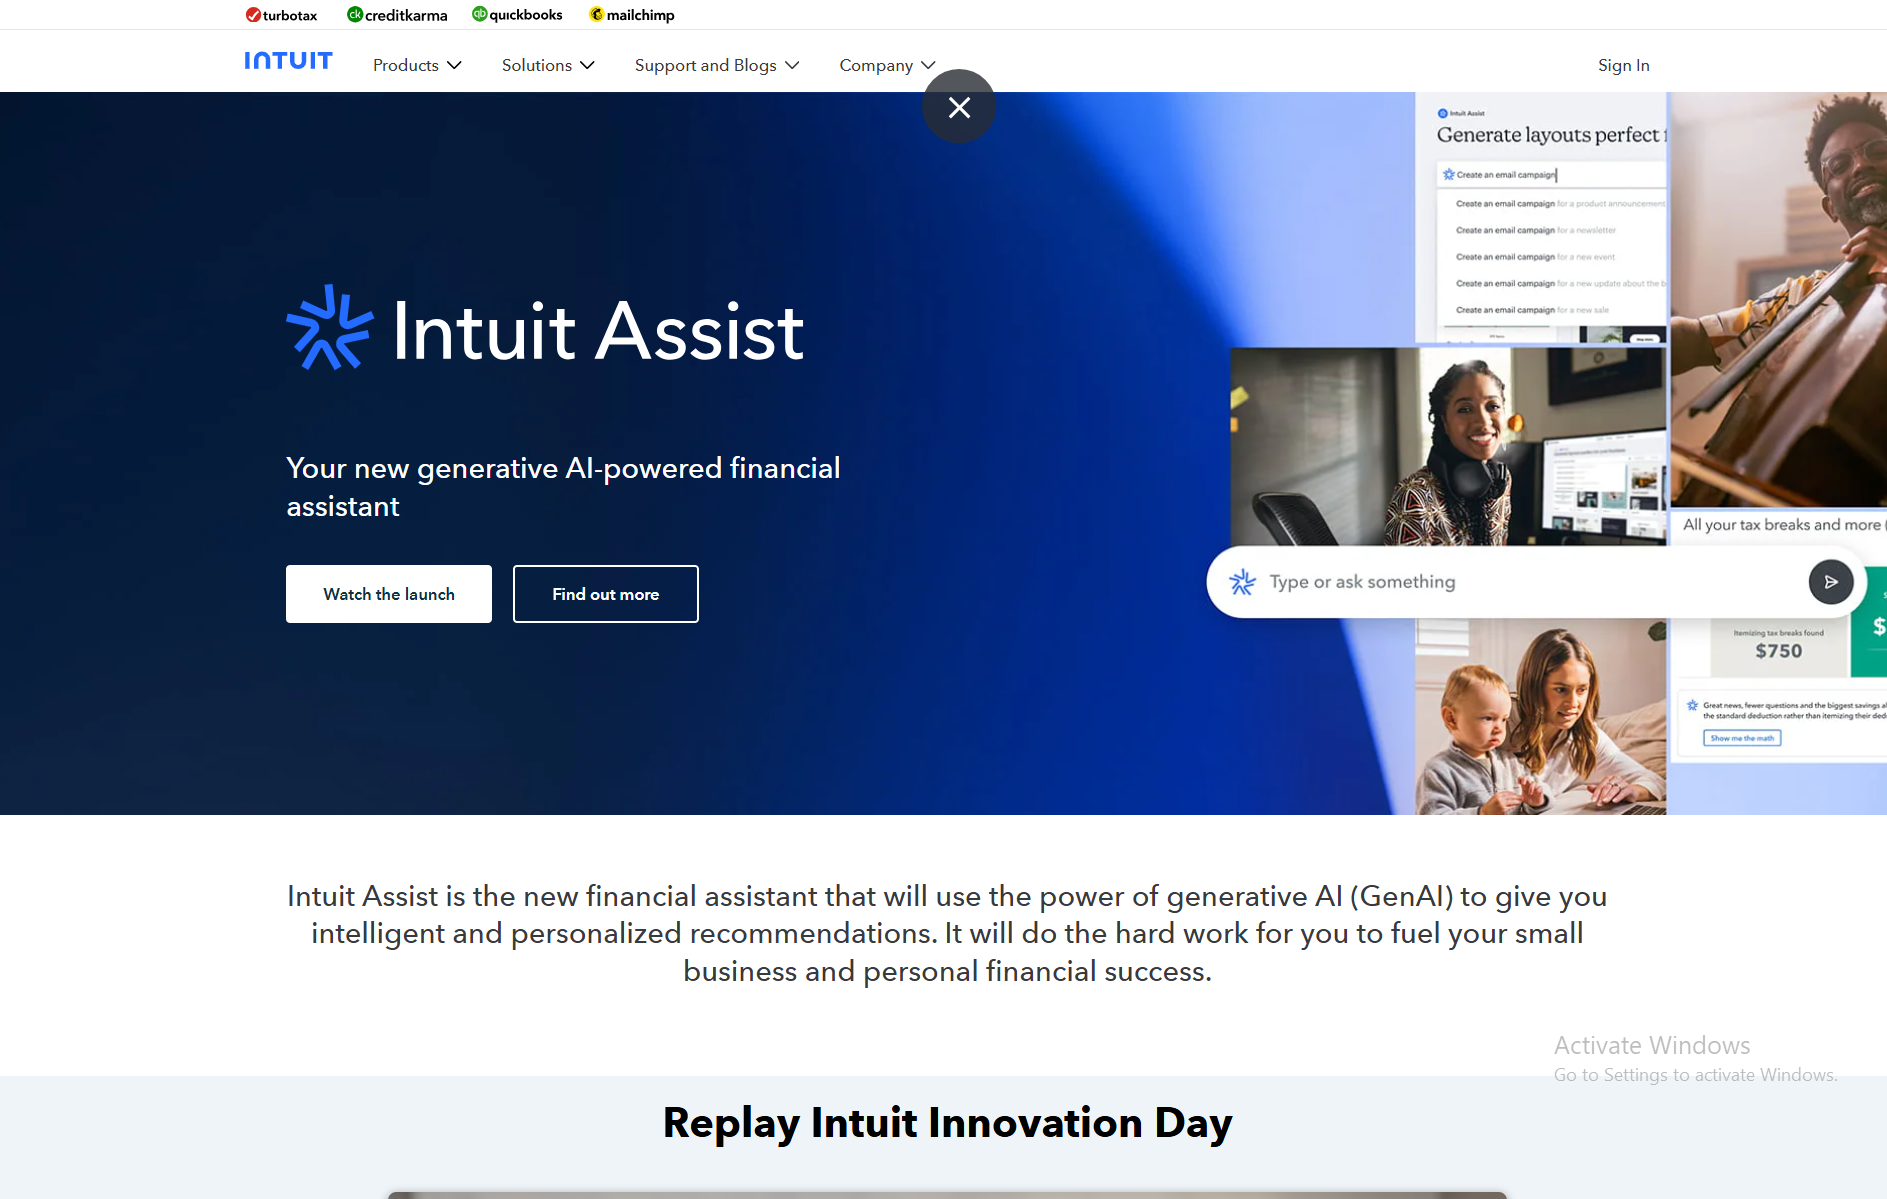 turbotax creditkarma quickbooks mailchimp
INTUIT Products Solutions Support and Blogs Company Sign In
Intuit Assist
Generate layouts perfect
Create an email campaign
Create an email campaign for a product announcement
Create an email campaign for a newsletter
Create an email campaign for a new event
Create an email campaign for a new update about the b
Create an email campaign for a new sale
Intuit Assist
Your new generative AI-powered financial
assistant
Watch the launch Find out more
All your tax breaks and more (
Type or ask something
Itemizing tax breaks found
$750
$
Great news, fewer questions and the biggest savings
the standard deduction rather than itemizing their ded
Show me the math
Intuit Assist is the new financial assistant that will use the power of generative AI (GenAI) to give you
intelligent and personalized recommendations. It will do the hard work for you to fuel your small
business and personal financial success.
Activate Windows
Go to Settings to activate Windows.
Replay Intuit Innovation Day